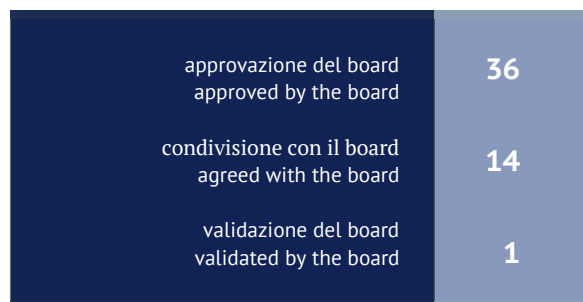 approvazione del board
approved by the board
36
condivisione con il board
agreed with the board
14
validazione del board
validated by the board
1